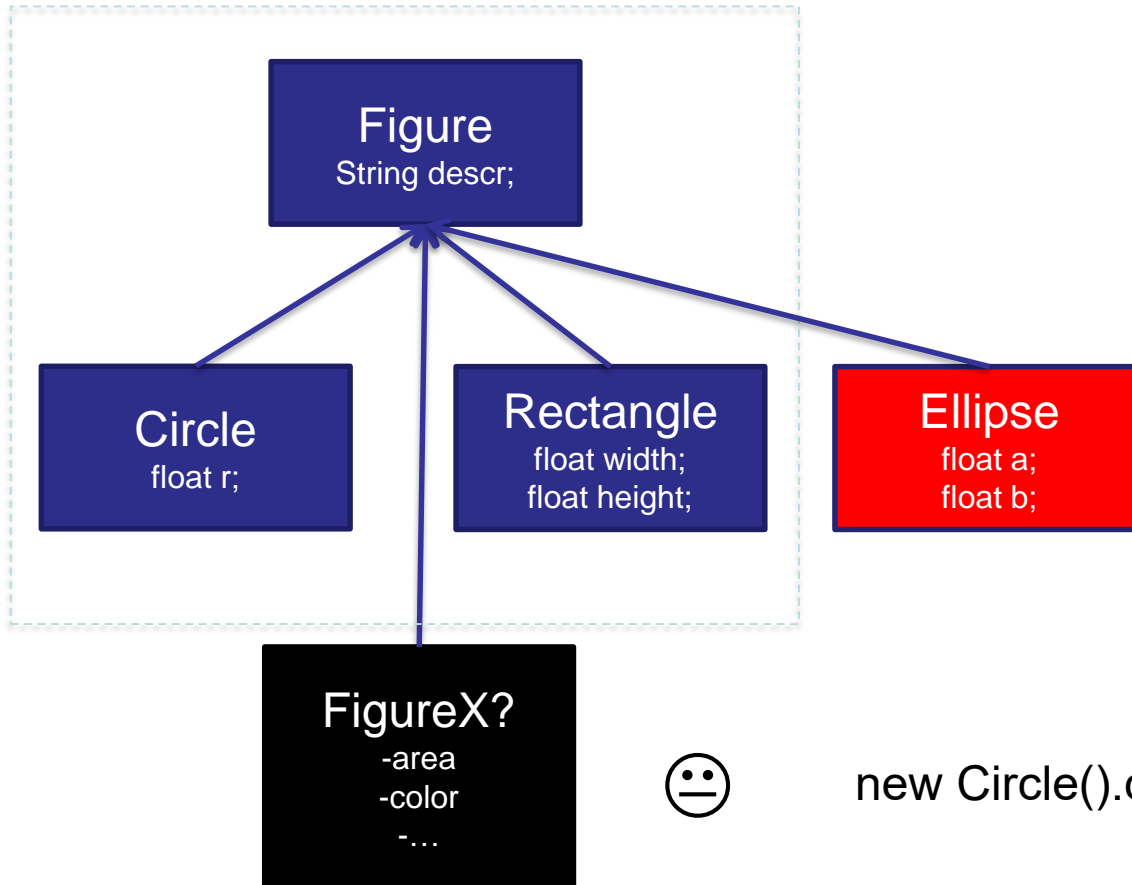 Figure
String descr;
Circle
float r;
Rectangle
float width;
float height;
Ellipse
float a;
float b;
FigureX?
-area
-color
-…
new Circle().